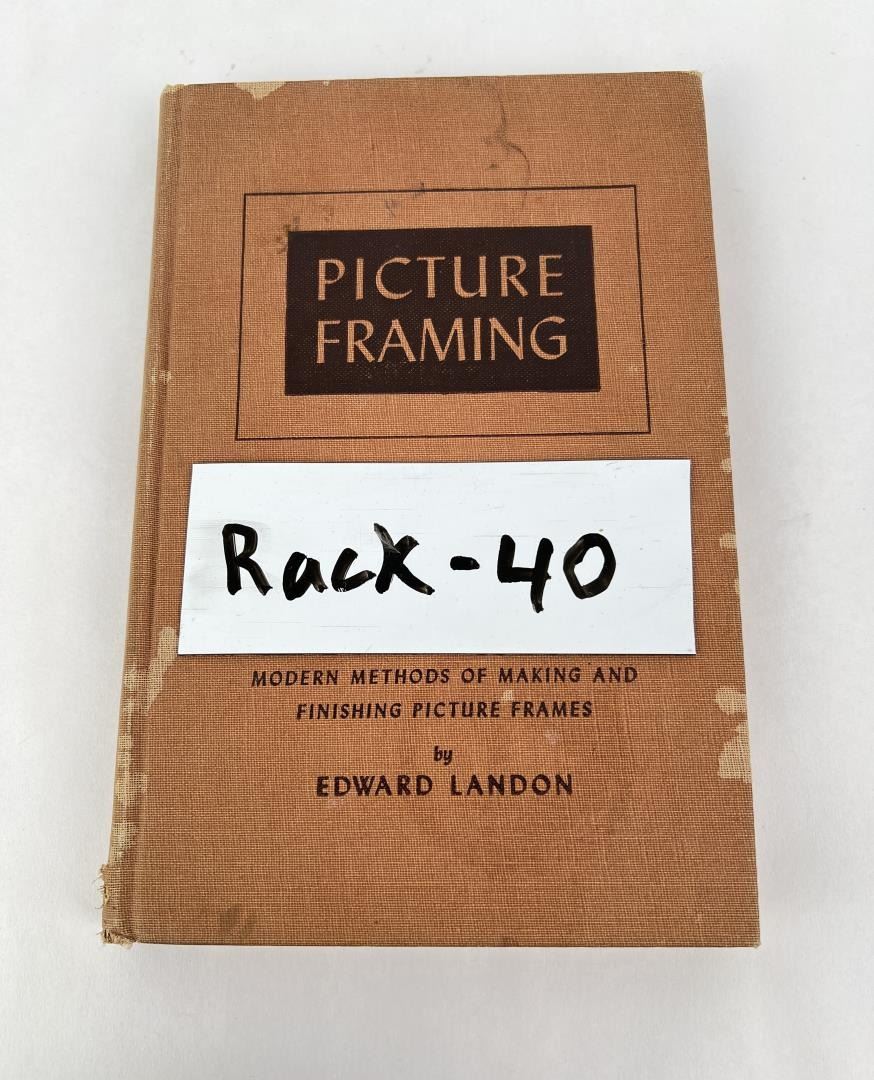 PICTURE
FRAMING
Rack-40
MODERN METHODS OF MAKING AND
FINISHING PICTURE FRAMES
by
EDWARD LANDON